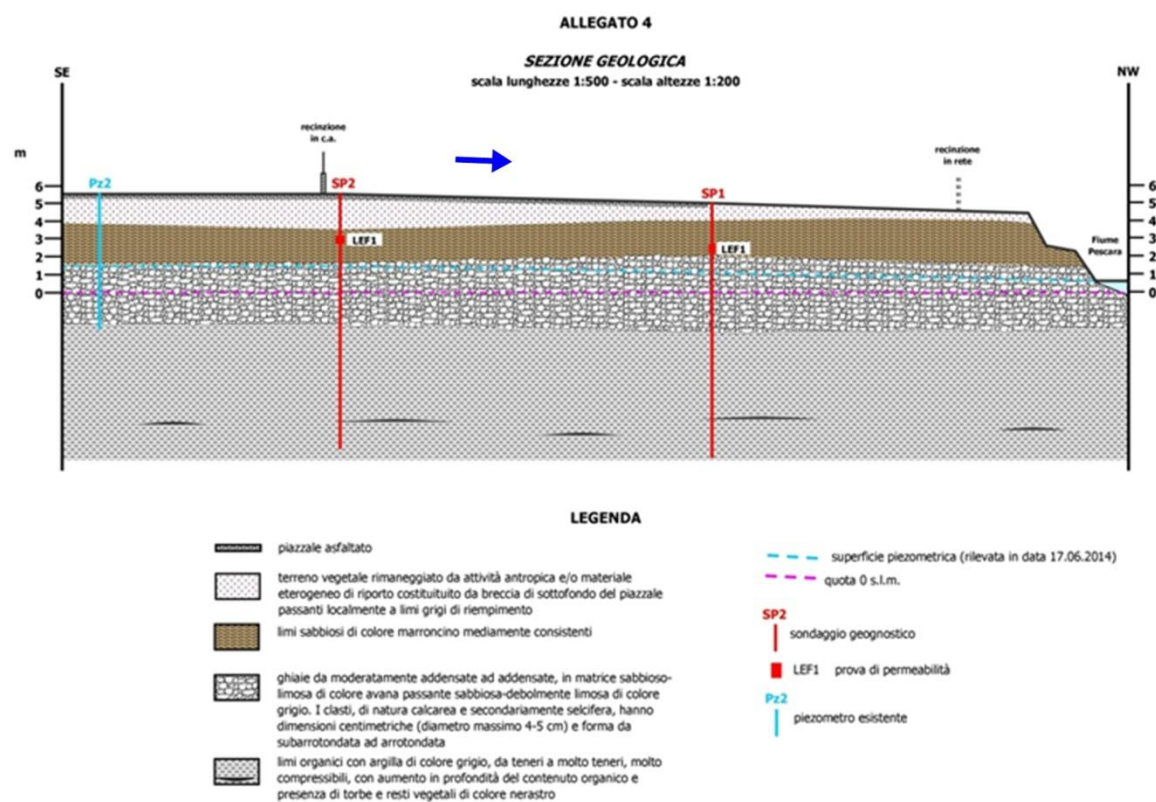 ALLEGATO 4
SEZIONE GEOLOGICA
scala lunghezze 1:500 - scala altezze 1:200
SE
NW
m
recinzione
in c.a.
recinzione
in rete
Pz2
SP2
SP1
6
5
4
3
2
1
0
LEF1
LEF1
Fiume
Pescara
6
5
4
3
2
1
0
LEGENDA
piazzale asfaltato
terreno vegetale rimaneggiato da attività antropica e/o materiale
eterogeneo di riporto costituituito da breccia di sottofondo del piazzale
passanti localmente a limi grigi di riempimento
limi sabbiosi di colore marroncino mediamente consistenti
ghiaie da moderatamente addensate ad addensate, in matrice sabbioso-
limosa di colore avana passante sabbiosa-debolmente limosa di colore
grigio. I clasti, di natura calcarea e secondariamente selcifera, hanno
dimensioni centimetriche (diametro massimo 4-5 cm) e forma da
subarrotondata ad arrotondata
limi organici con argilla di colore grigio, da teneri a molto teneri, molto
compressibili, con aumento in profondità del contenuto organico e
presenza di torbe e resti vegetali di colore nerastro
superficie piezometrica (rilevata in data 17.06.2014)
quota 0 s.l.m.
SP2
sondaggio geognostico
LEF1 prova di permeabilità
Pz2
piezometro esistente